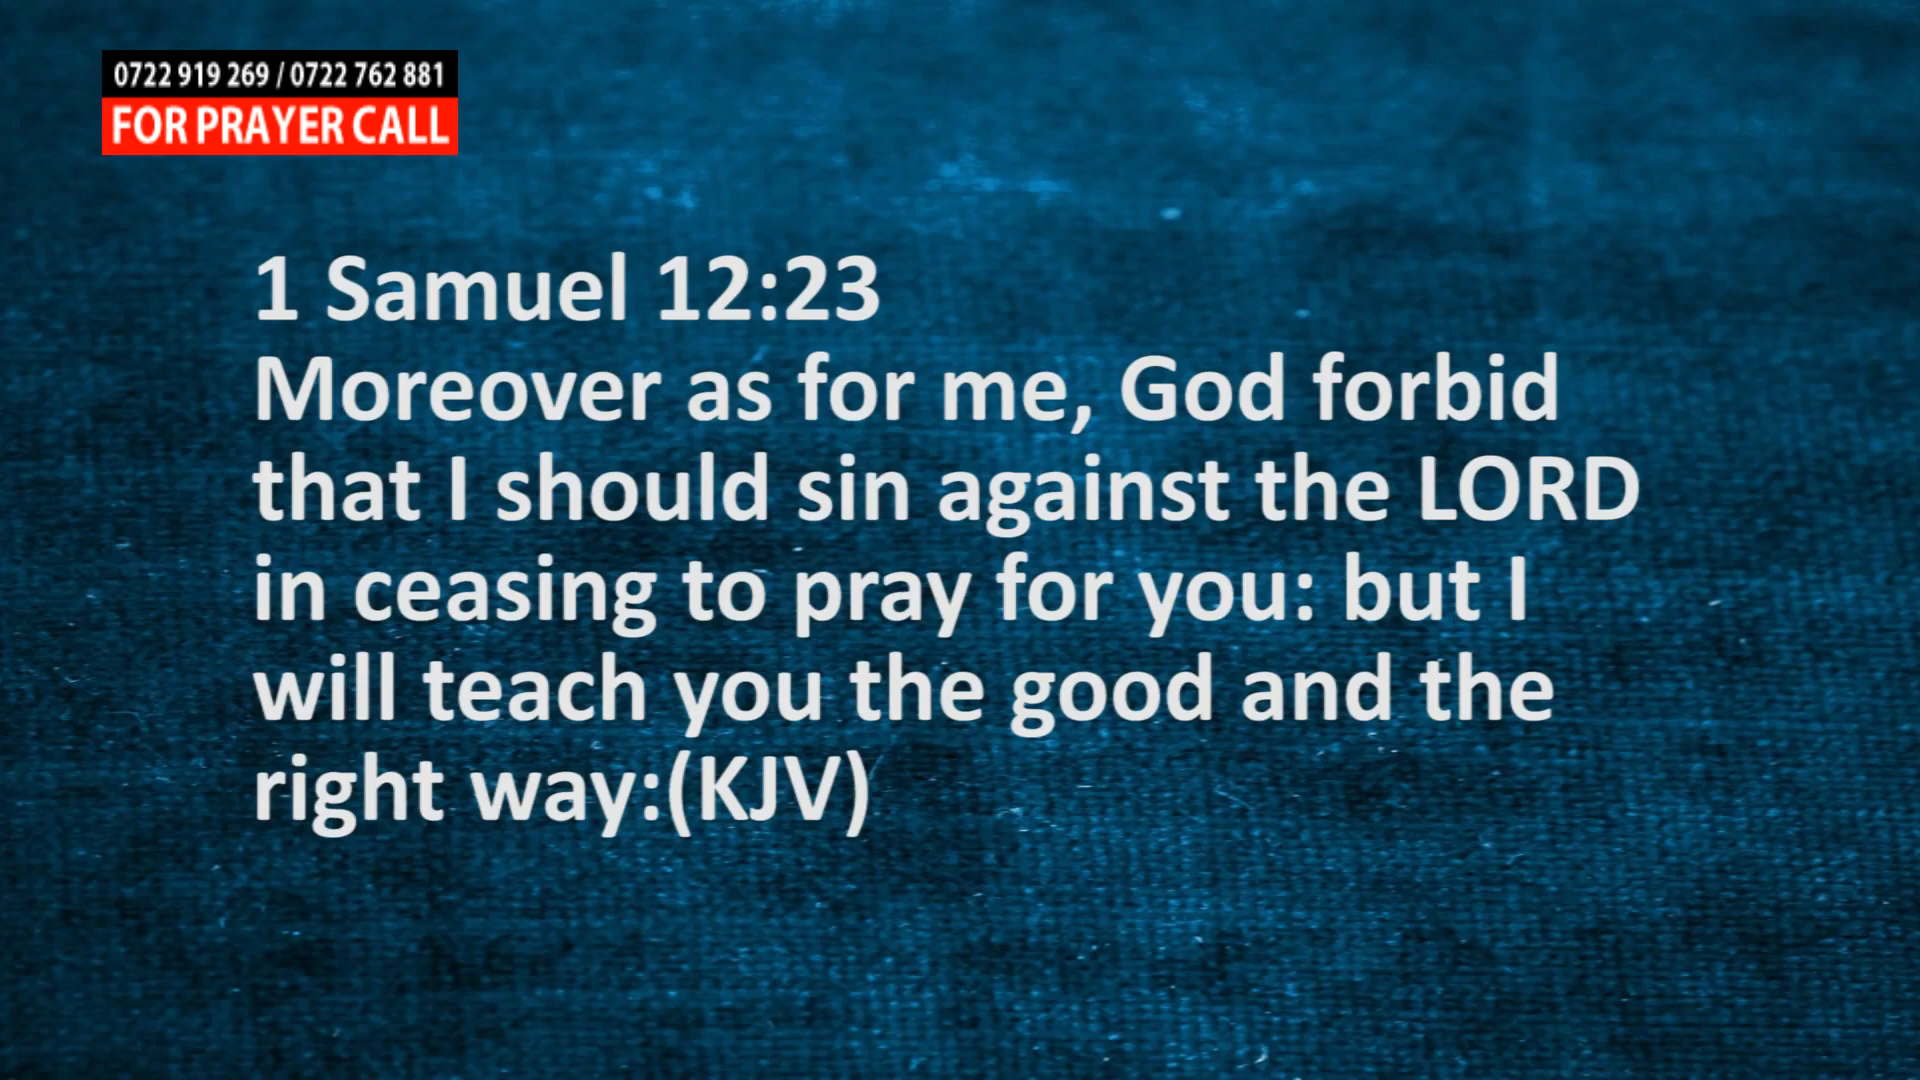 0722 919 269 / 0722 762 881
FOR PRAYER CALL
1 Samuel 12:23
Moreover as for me, God forbid
that I should sin against the LORD
in ceasing to pray for you: but I
will teach you the good and the
right way:(KJV)